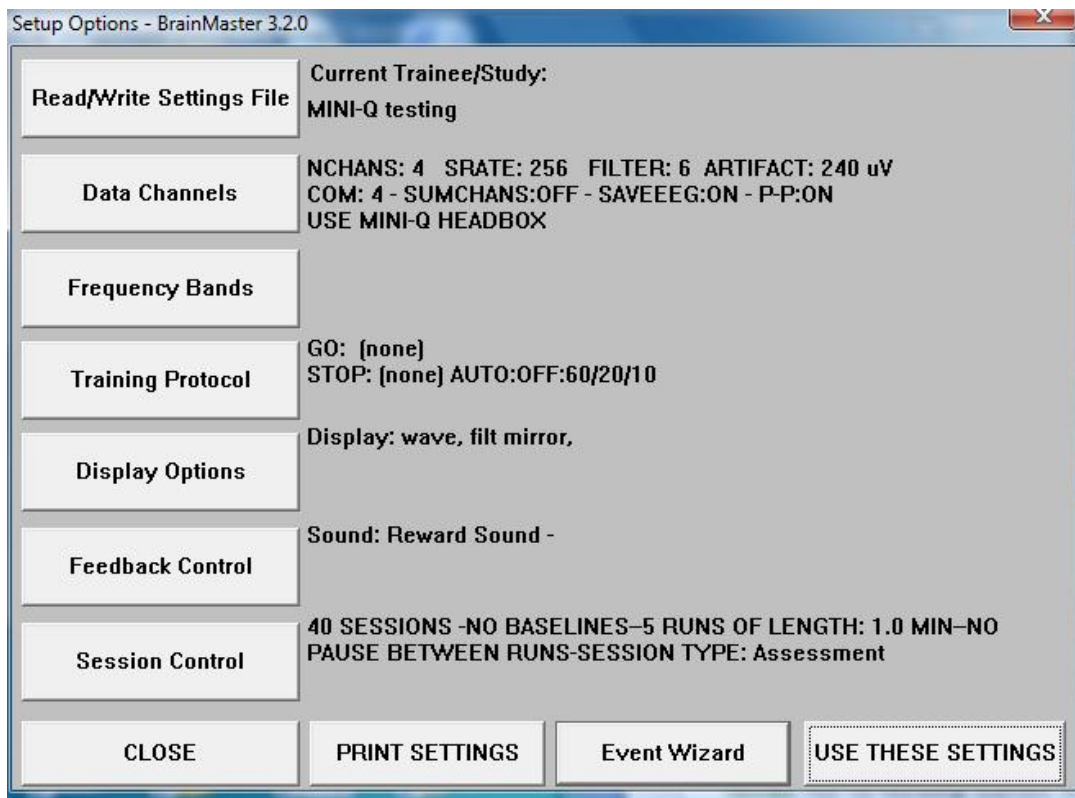 Setup Options - BrainMaster 3.2.0
Read/Write Settings File
Current Trainee/Study:
MINI-Q testing
Data Channels
NCHANS: 4 SRATE: 256 FILTER: 6 ARTIFACT: 240 uV
COM: 4 - SUMCHANS:OFF - SAVEEEG:ON - P-P:ON
USE MINI-Q HEADBOX
Frequency Bands
Training Protocol
GO: (none)
STOP: (none) AUTO:OFF:60/20/10
Display Options
Display: wave, filt mirror,
Feedback Control
Sound: Reward Sound -
Session Control
40 SESSIONS -NO BASELINES--5 RUNS OF LENGTH: 1.0 MIN--NO
PAUSE BETWEEN RUNS-SESSION TYPE: Assessment
CLOSE
PRINT SETTINGS
Event Wizard
USE THESE SETTINGS